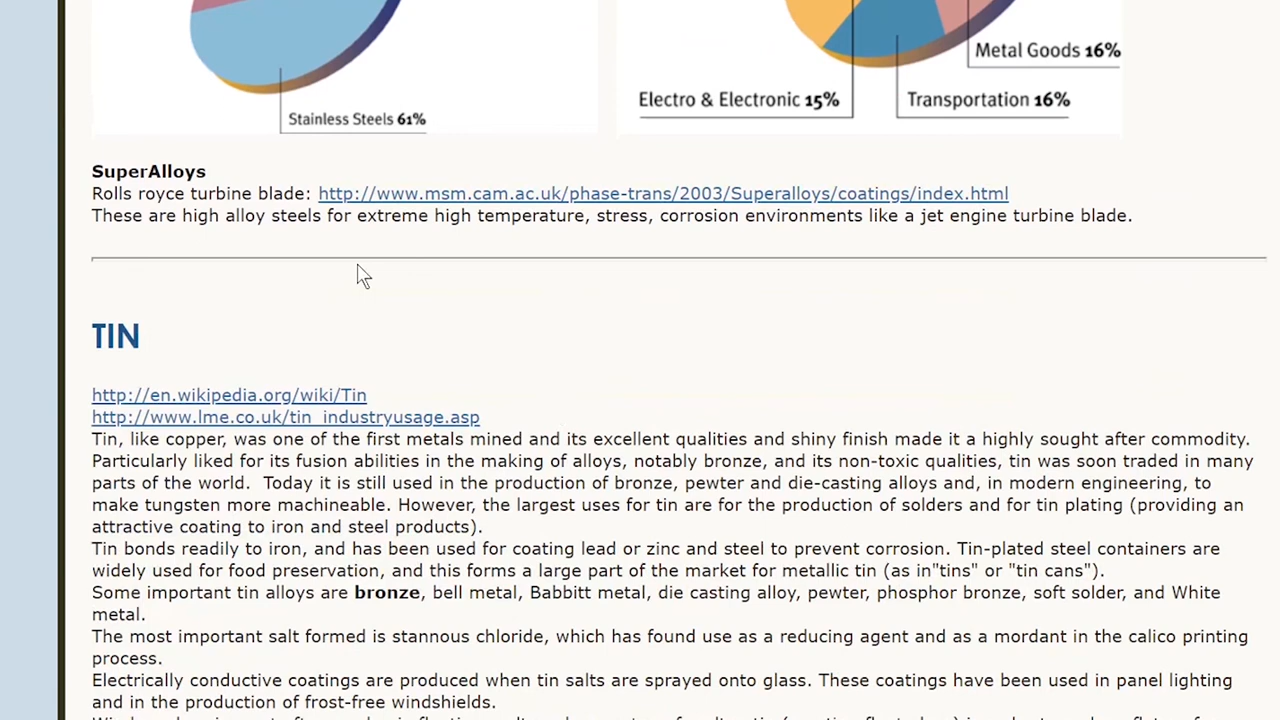 Metal Goods 16%
Electro & Electronic 15%
Transportation 16%
Stainless Steels 61%
SuperAlloys
Rolls royce turbine blade: http://www.msm.cam.ac.uk/phase-trans/2003/Superalloys/coatings/index.html
These are high alloy steels for extreme high temperature, stress, corrosion environments like a jet engine turbine blade.
TIN
http://en.wikipedia.org/wiki/Tin
http://www.lme.co.uk/tin_industryusage.asp
Tin, like copper, was one of the first metals mined and its excellent qualities and shiny finish made it a highly sought after commodity.
Particularly liked for its fusion abilities in the making of alloys, notably bronze, and its non-toxic qualities, tin was soon traded in many
parts of the world.  Today it is still used in the production of bronze, pewter and die-casting alloys and, in modern engineering, to
make tungsten more machineable. However, the largest uses for tin are for the production of solders and for tin plating (providing an
attractive coating to iron and steel products).
Tin bonds readily to iron, and has been used for coating lead or zinc and steel to prevent corrosion. Tin-plated steel containers are
widely used for food preservation, and this forms a large part of the market for metallic tin (as in"tins" or "tin cans").
Some important tin alloys are bronze, bell metal, Babbitt metal, die casting alloy, pewter, phosphor bronze, soft solder, and White
metal.
The most important salt formed is stannous chloride, which has found use as a reducing agent and as a mordant in the calico printing
process.
Electrically conductive coatings are produced when tin salts are sprayed onto glass. These coatings have been used in panel lighting
and in the production of frost-free windshields.